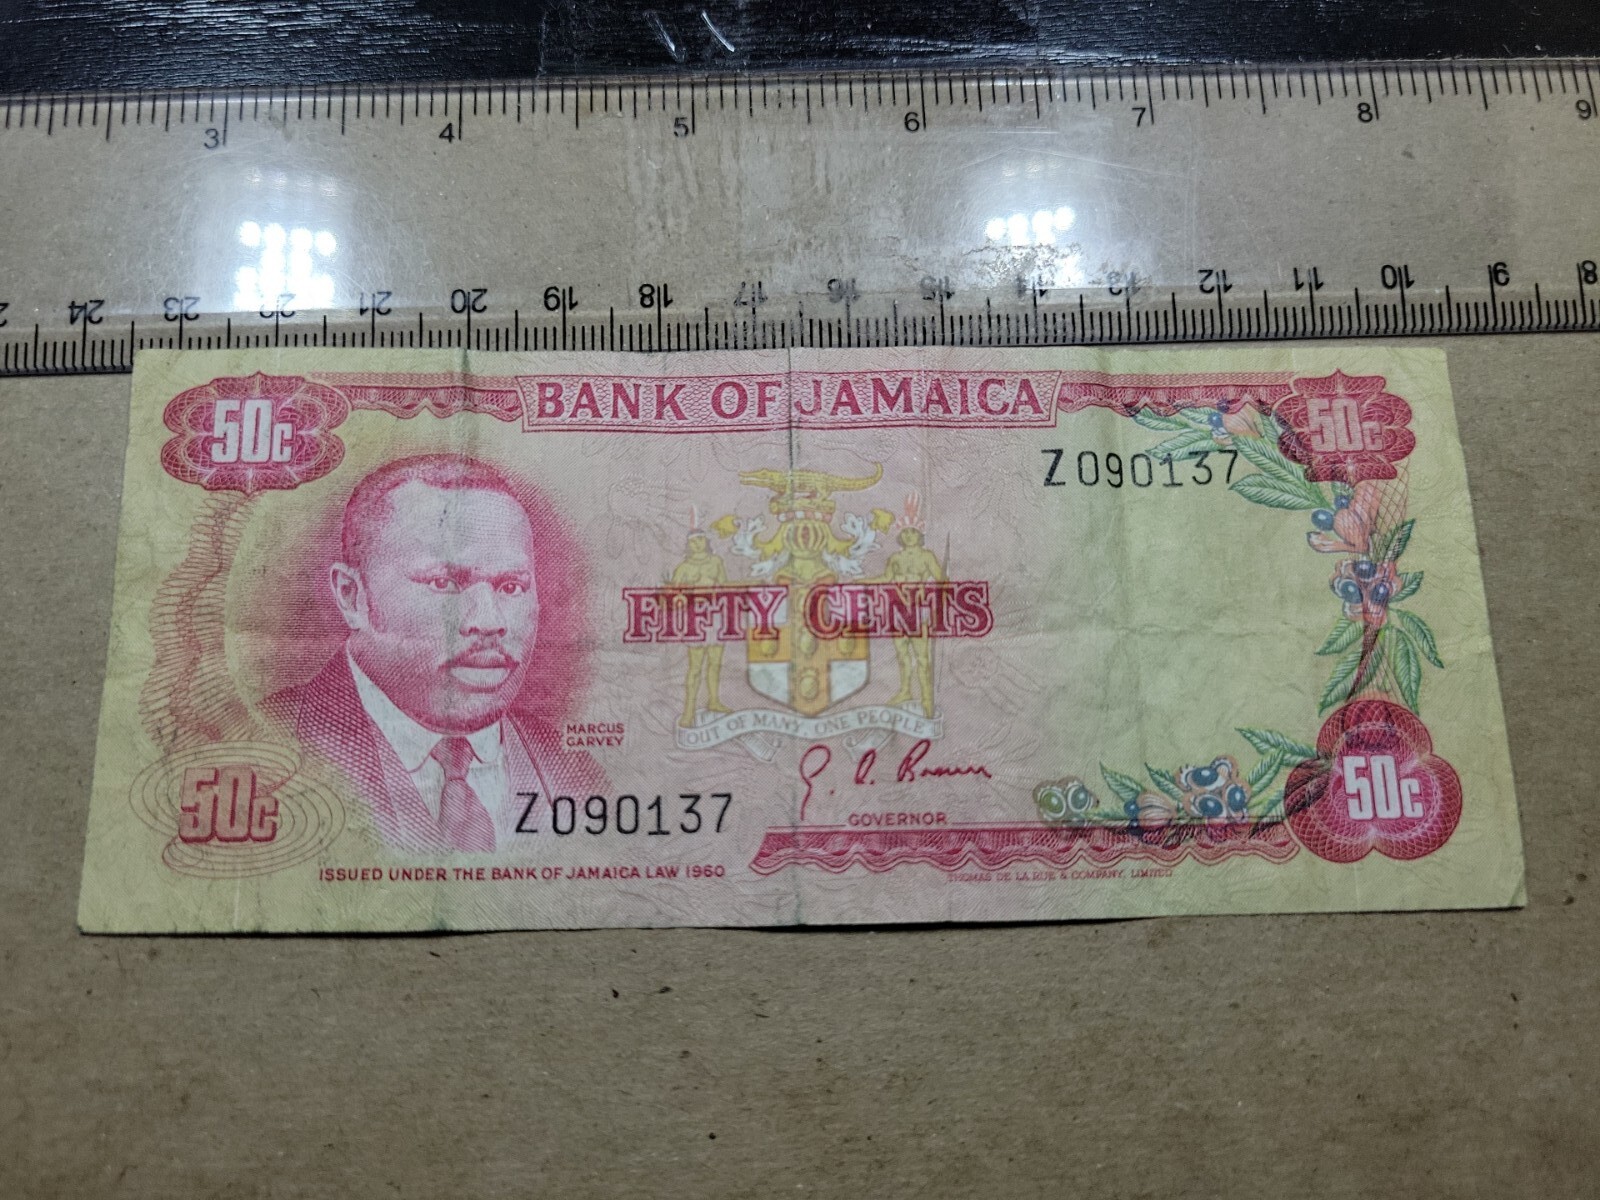 3 4 5 6 7 8 9
24 23 22 21 20 19 18 17 16 15 14 13 12 11 10 9 8
50c BANK OF JAMAICA 50c
Z090137
FIFTY CENTS
OUT OF MANY, ONE PEOPLE
MARCUS
GARVEY
50c Z090137 GOVERNOR 50c
ISSUED UNDER THE BANK OF JAMAICA LAW 1960
THOMAS DE LA RUE & COMPANY, LIMITED